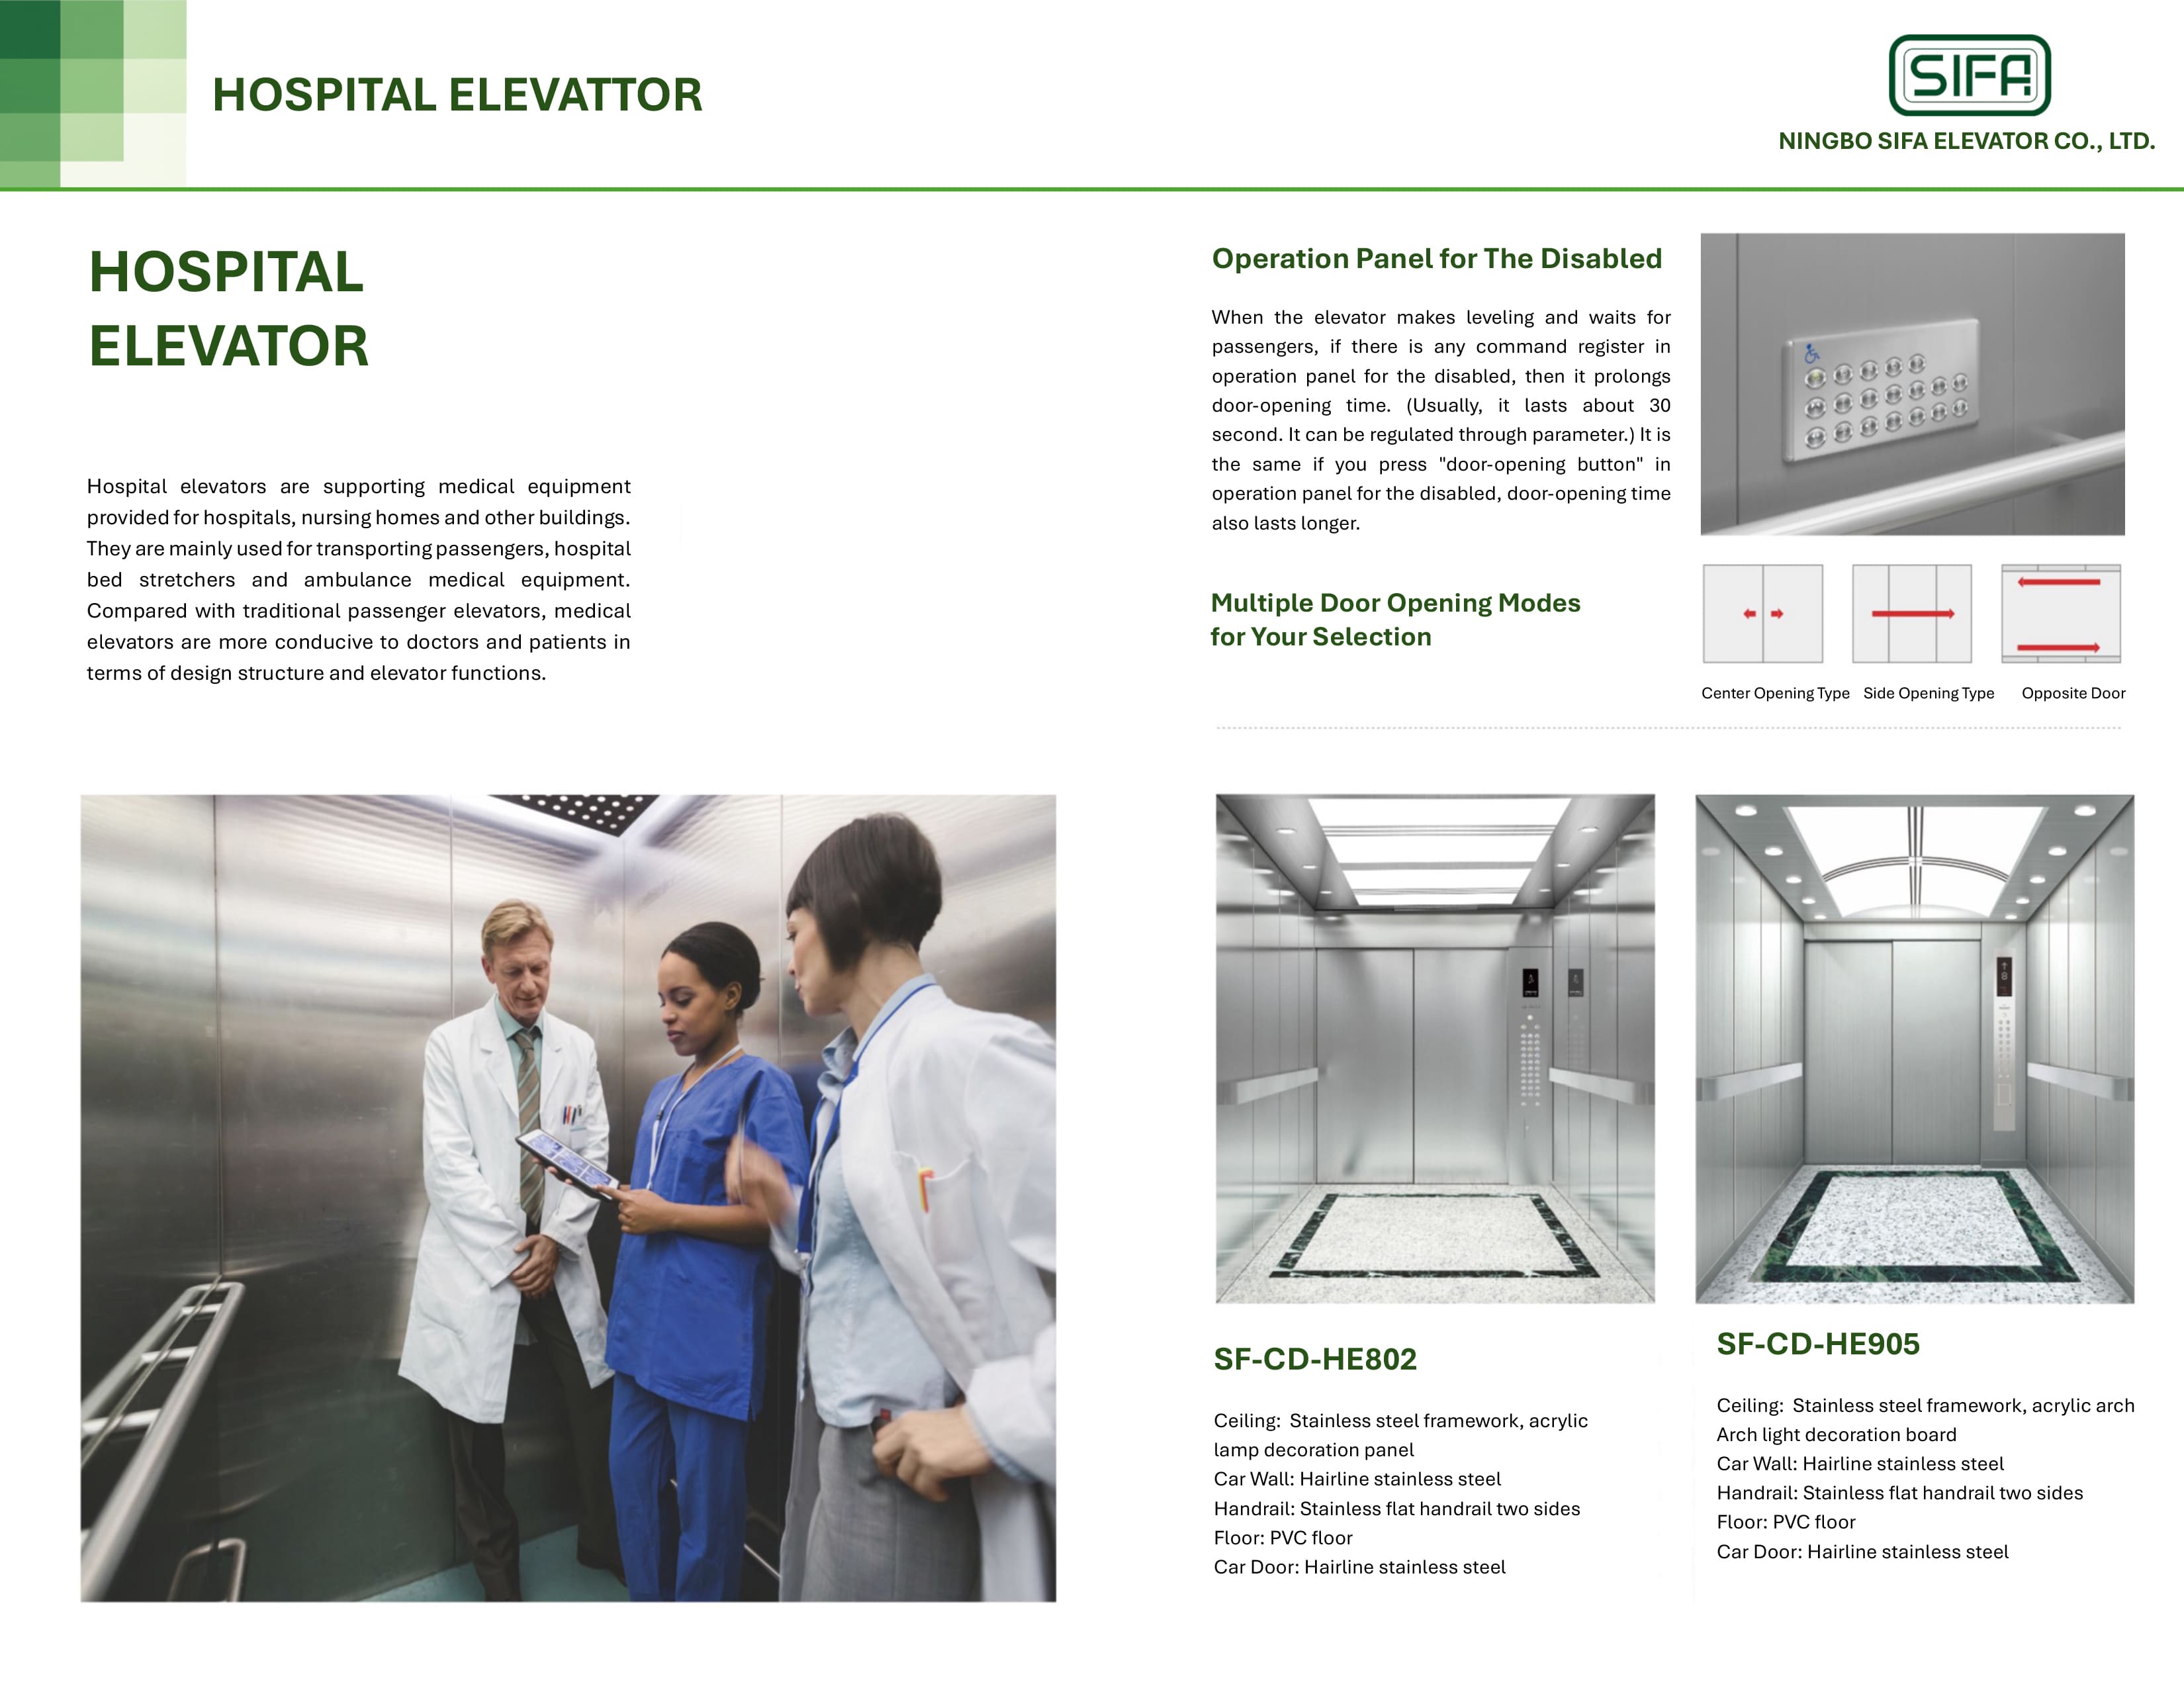 HOSPITAL ELEVATTOR
SIFA
NINGBO SIFA ELEVATOR CO., LTD.
HOSPITAL
ELEVATOR
Hospital elevators are supporting medical equipment
provided for hospitals, nursing homes and other buildings.
They are mainly used for transporting passengers, hospital
bed stretchers and ambulance medical equipment.
Compared with traditional passenger elevators, medical
elevators are more conducive to doctors and patients in
terms of design structure and elevator functions.
Operation Panel for The Disabled
When the elevator makes leveling and waits for
passengers, if there is any command register in
operation panel for the disabled, then it prolongs
door-opening time. (Usually, it lasts about 30
second. It can be regulated through parameter.) It is
the same if you press "door-opening button" in
operation panel for the disabled, door-opening time
also lasts longer.
Multiple Door Opening Modes
for Your Selection
Center Opening Type
Side Opening Type
Opposite Door
SF-CD-HE802
Ceiling: Stainless steel framework, acrylic
lamp decoration panel
Car Wall: Hairline stainless steel
Handrail: Stainless flat handrail two sides
Floor: PVC floor
Car Door: Hairline stainless steel
SF-CD-HE905
Ceiling: Stainless steel framework, acrylic arch
Arch light decoration board
Car Wall: Hairline stainless steel
Handrail: Stainless flat handrail two sides
Floor: PVC floor
Car Door: Hairline stainless steel